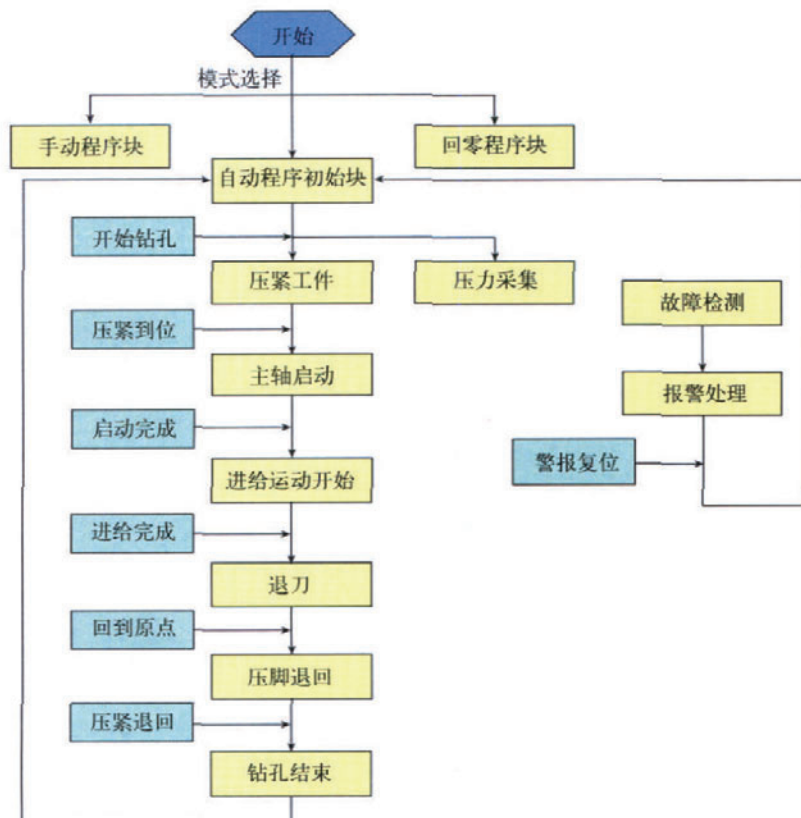 开始
模式选择
手动程序块
回零程序块
自动程序初始块
开始钻孔
压紧工件
压力采集
故障检测
压紧到位
主轴启动
报警处理
启动完成
警报复位
进给运动开始
进给完成
退刀
回到原点
压脚退回
压紧退回
钻孔结束